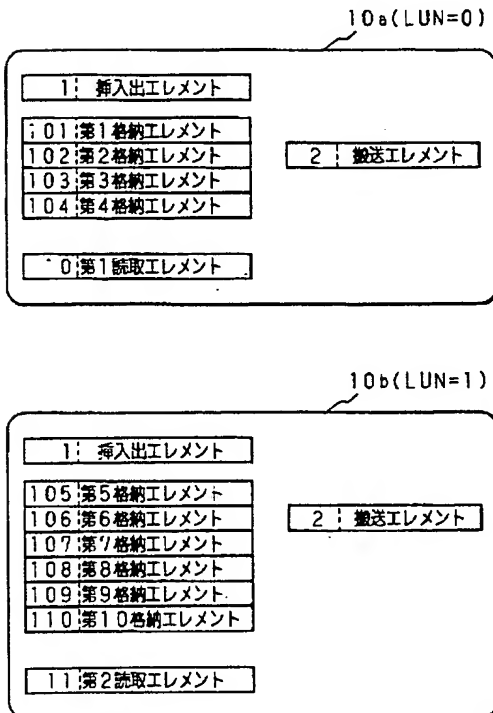 10a(LUN=0)
1 挿入出エレメント
101 第1格納エレメント
102 第2格納エレメント
103 第3格納エレメント
104 第4格納エレメント
2 搬送エレメント
0 第1読取エレメント
10b(LUN=1)
1 挿入出エレメント
105 第5格納エレメント
106 第6格納エレメント
107 第7格納エレメント
108 第8格納エレメント
109 第9格納エレメント
110 第10格納エレメント
2 搬送エレメント
11 第2読取エレメント